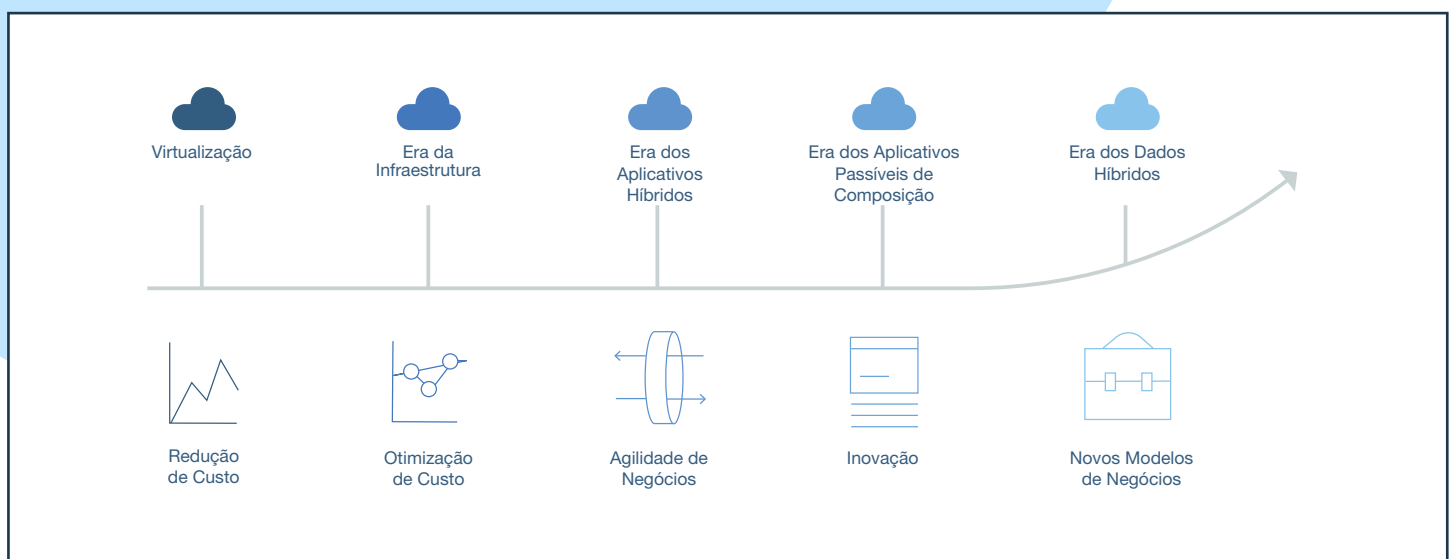 Virtualização
Era da
Infraestrutura
Era dos
Aplicativos
Híbridos
Era dos Aplicativos
Passíveis de
Composição
Era dos Dados
Híbridos
Redução
de Custo
Otimização
de Custo
Agilidade de
Negócios
Inovação
Novos Modelos
de Negócios